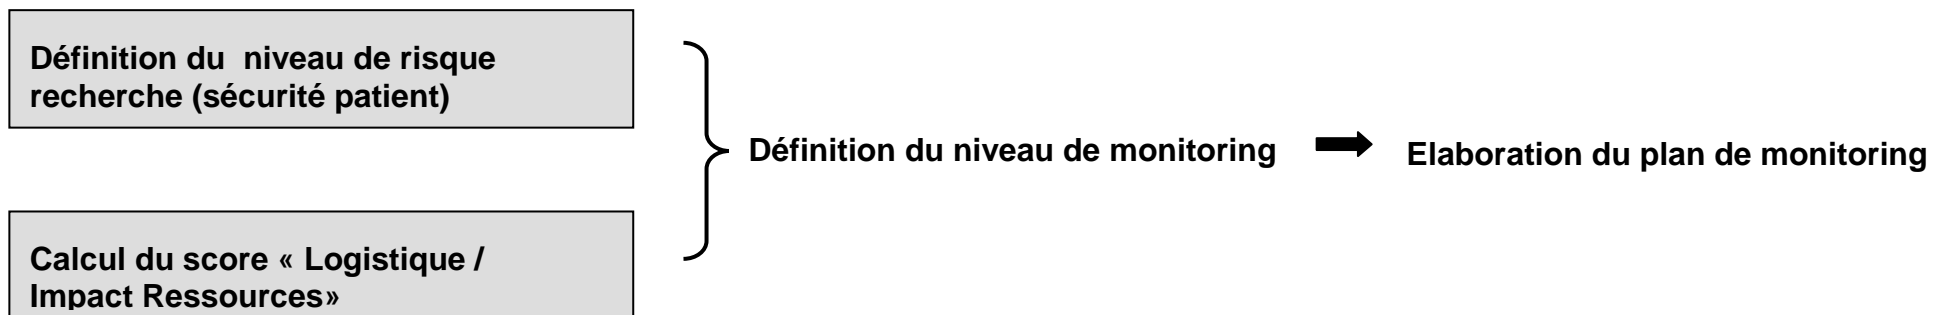 Définition du niveau de risque
recherche (sécurité patient)
Définition du niveau de monitoring
Elaboration du plan de monitoring
Calcul du score « Logistique /
Impact Ressources»